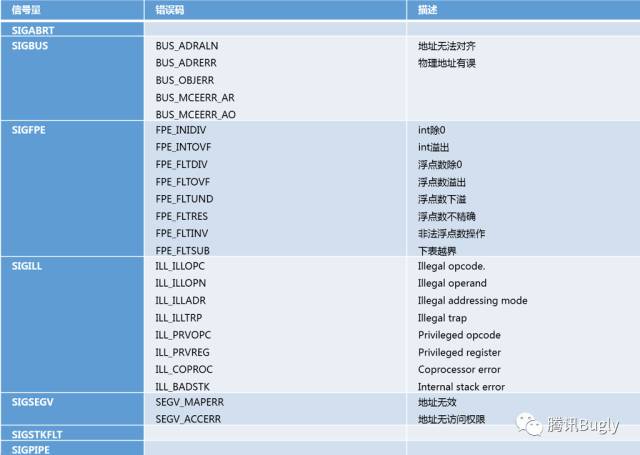 信号量 错误码 描述
SIGABRT
SIGBUS BUS_ADRALN 地址无法对齐
BUS_ADRERR 物理地址有误
BUS_OBJERR
BUS_MCEERR_AR
BUS_MCEERR_AO
SIGFPE FPE_INIDIV int除0
FPE_INTOVF int溢出
FPE_FLTDIV 浮点数除0
FPE_FLTOVF 浮点数溢出
FPE_FLTUND 浮点数下溢
FPE_FLTRES 浮点数不精确
FPE_FLTINV 非法浮点数操作
FPE_FLTSUB 下表越界
SIGILL ILL_ILLOPC Illegal opcode.
ILL_ILLOPN Illegal operand
ILL_ILLADR Illegal addressing mode
ILL_ILLTRP Illegal trap
ILL_PRVOPC Privileged opcode
ILL_PRVREG Privileged register
ILL_COPROC Coprocessor error
ILL_BADSTK Internal stack error
SIGSEGV SEGV_MAPERR 地址无效
SEGV_ACCERR 地址无访问权限
腾讯Bugly
SIGSTKFLT
SIGPIPE